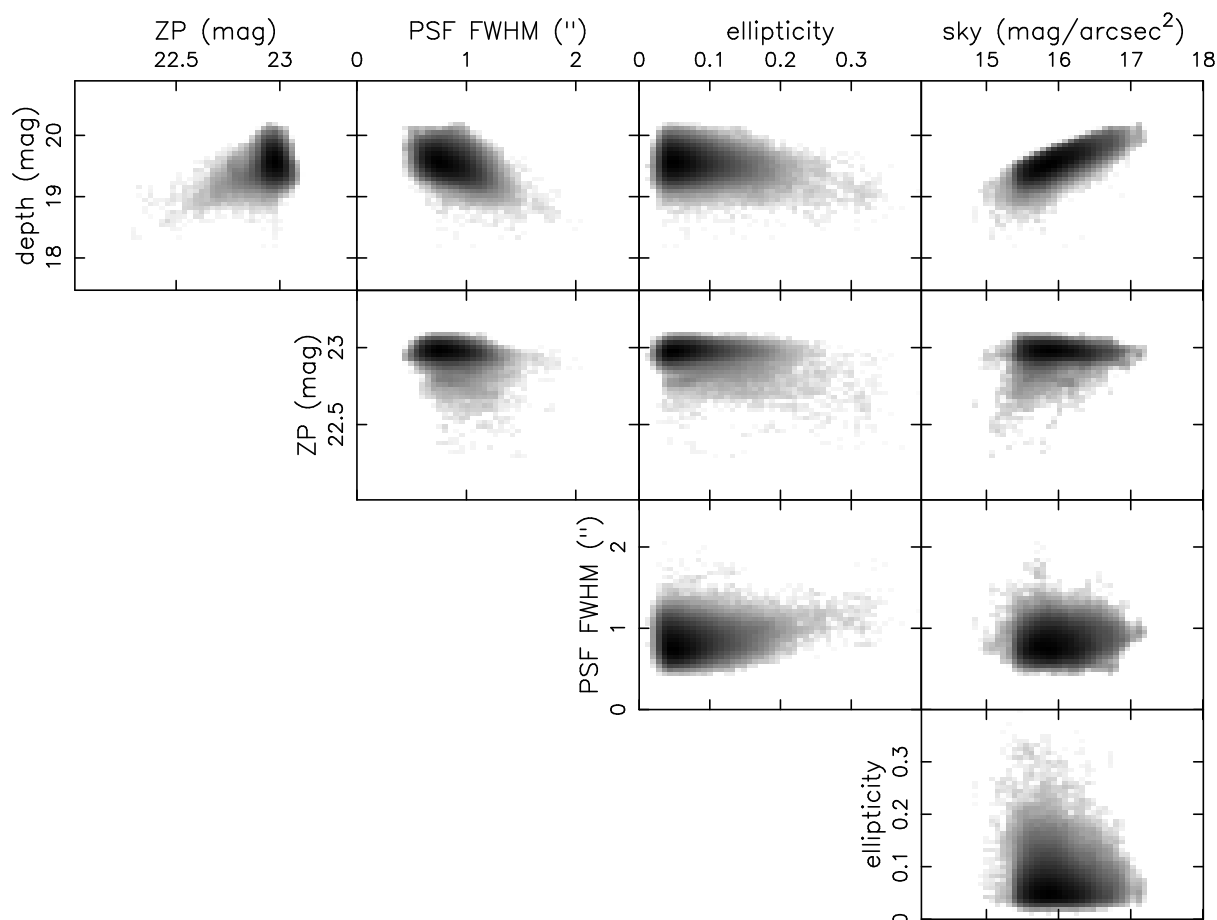 ZP (mag) PSF FWHM (") ellipticity sky (mag/arcsec²)
22.5 23 0 1 2 0 0.1 0.2 0.3 15 16 17 18
depth (mag)
20
19
18
ZP (mag)
23
22.5
PSF FWHM (")
2
1
0
ellipticity
0.3
0.2
0.1
0